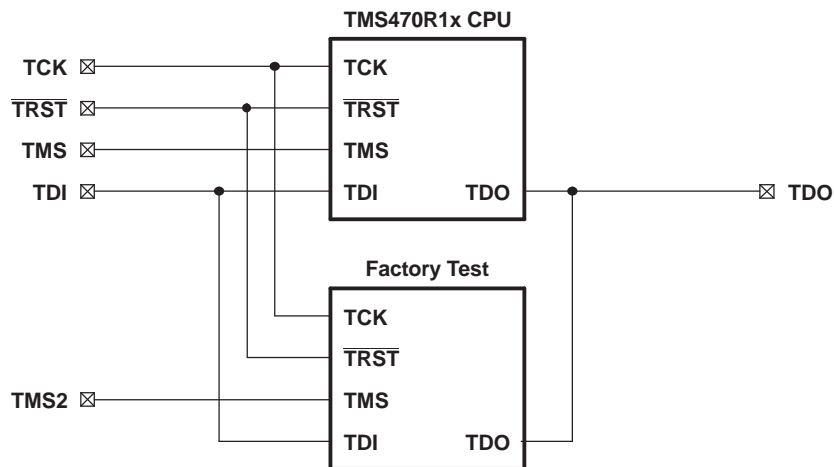 TMS470R1x CPU
TCK TCK
TRST TRST
TMS TMS
TDI TDI TDO TDO
Factory Test
TCK
TRST
TMS2 TMS
TDI TDO